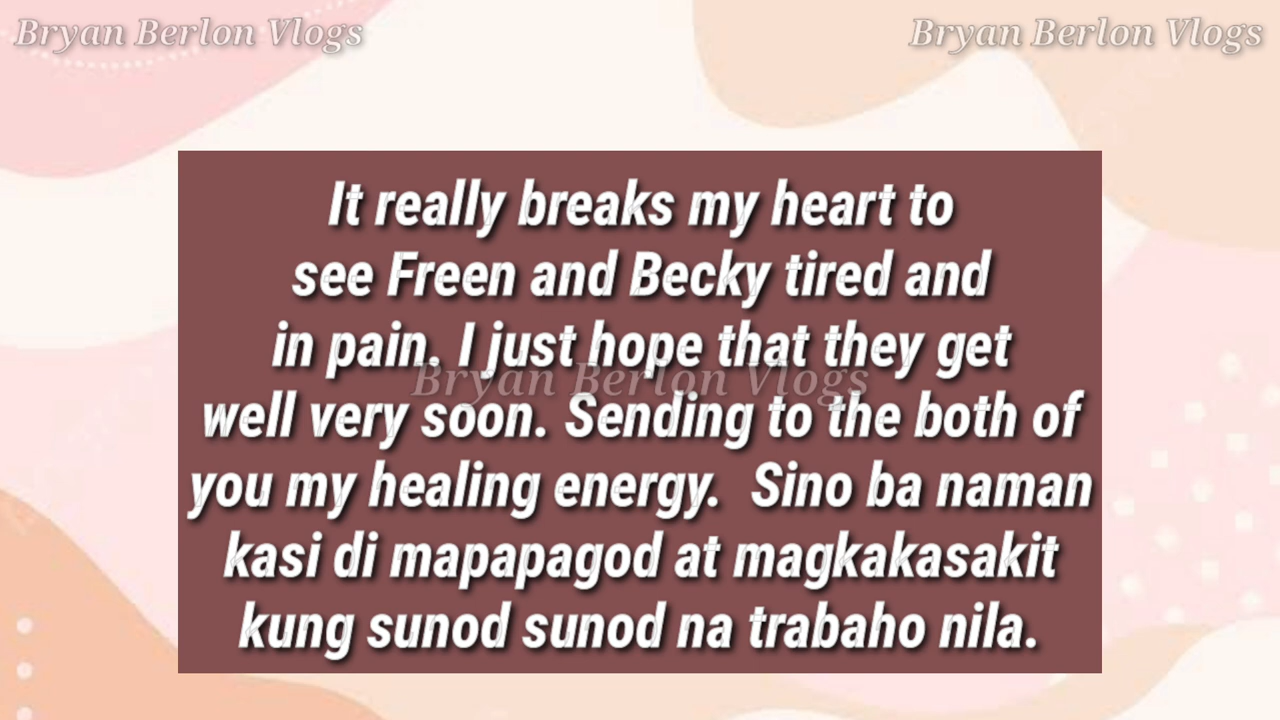 Bryan Berlon Vlogs
Bryan Berlon Vlogs
It really breaks my heart to
see Freen and Becky tired and
in pain. I just hope that they get
Bryan Berlon Vlogs
well very soon. Sending to the both of
you my healing energy.  Sino ba naman
kasi di mapapagod at magkakasakit
kung sunod sunod na trabaho nila.